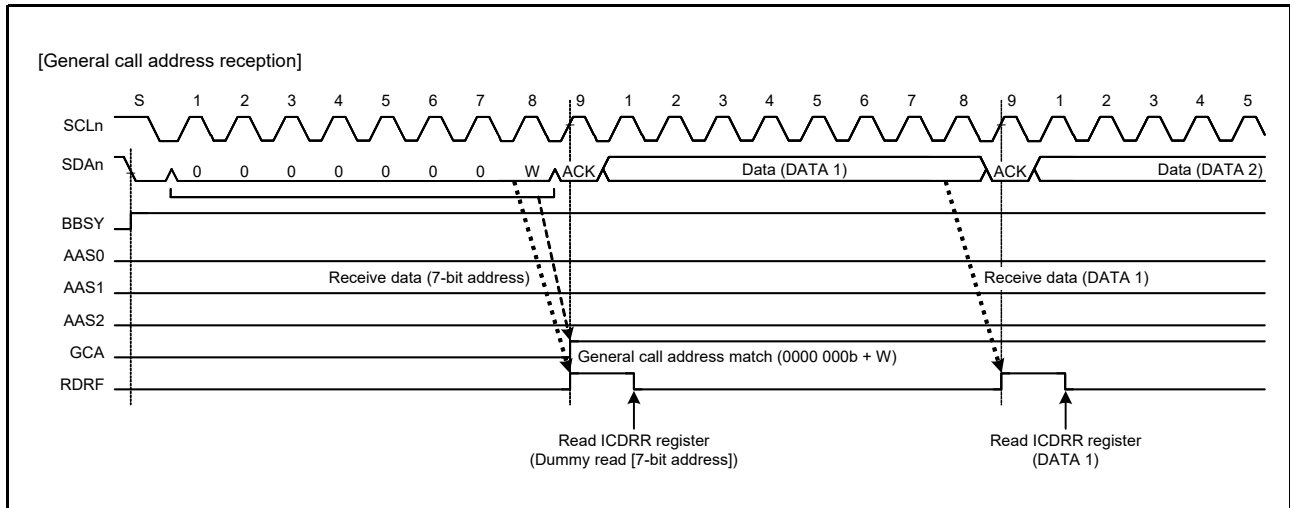 [General call address reception]
S 1 2 3 4 5 6 7 8 9 1 2 3 4 5 6 7 8 9 1 2 3 4 5
SCLn
SDAn 0 0 0 0 0 0 0 W ACK Data (DATA 1) ACK Data (DATA 2)
BBSY
AAS0
Receive data (7-bit address) Receive data (DATA 1)
AAS1
AAS2
GCA General call address match (0000 000b + W)
RDRF
Read ICDRR register Read ICDRR register
(Dummy read [7-bit address]) (DATA 1)